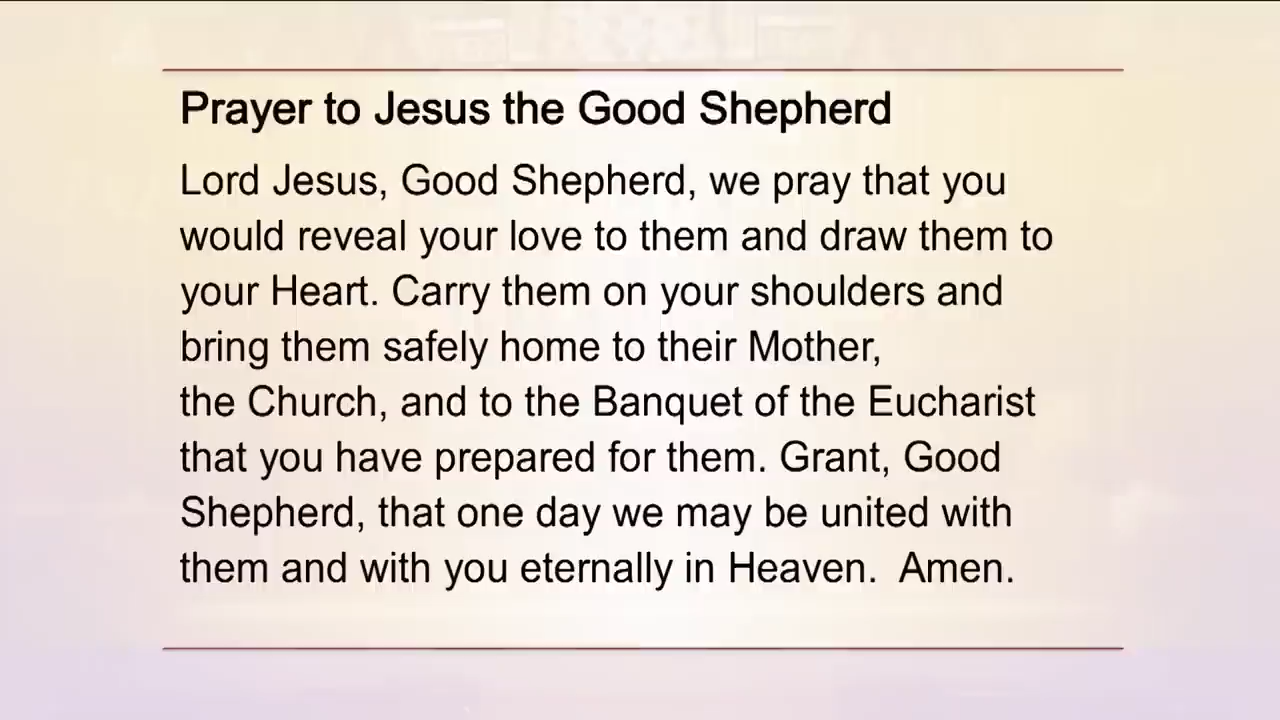 Prayer to Jesus the Good Shepherd
Lord Jesus, Good Shepherd, we pray that you
would reveal your love to them and draw them to
your Heart. Carry them on your shoulders and
bring them safely home to their Mother,
the Church, and to the Banquet of the Eucharist
that you have prepared for them. Grant, Good
Shepherd, that one day we may be united with
them and with you eternally in Heaven.  Amen.